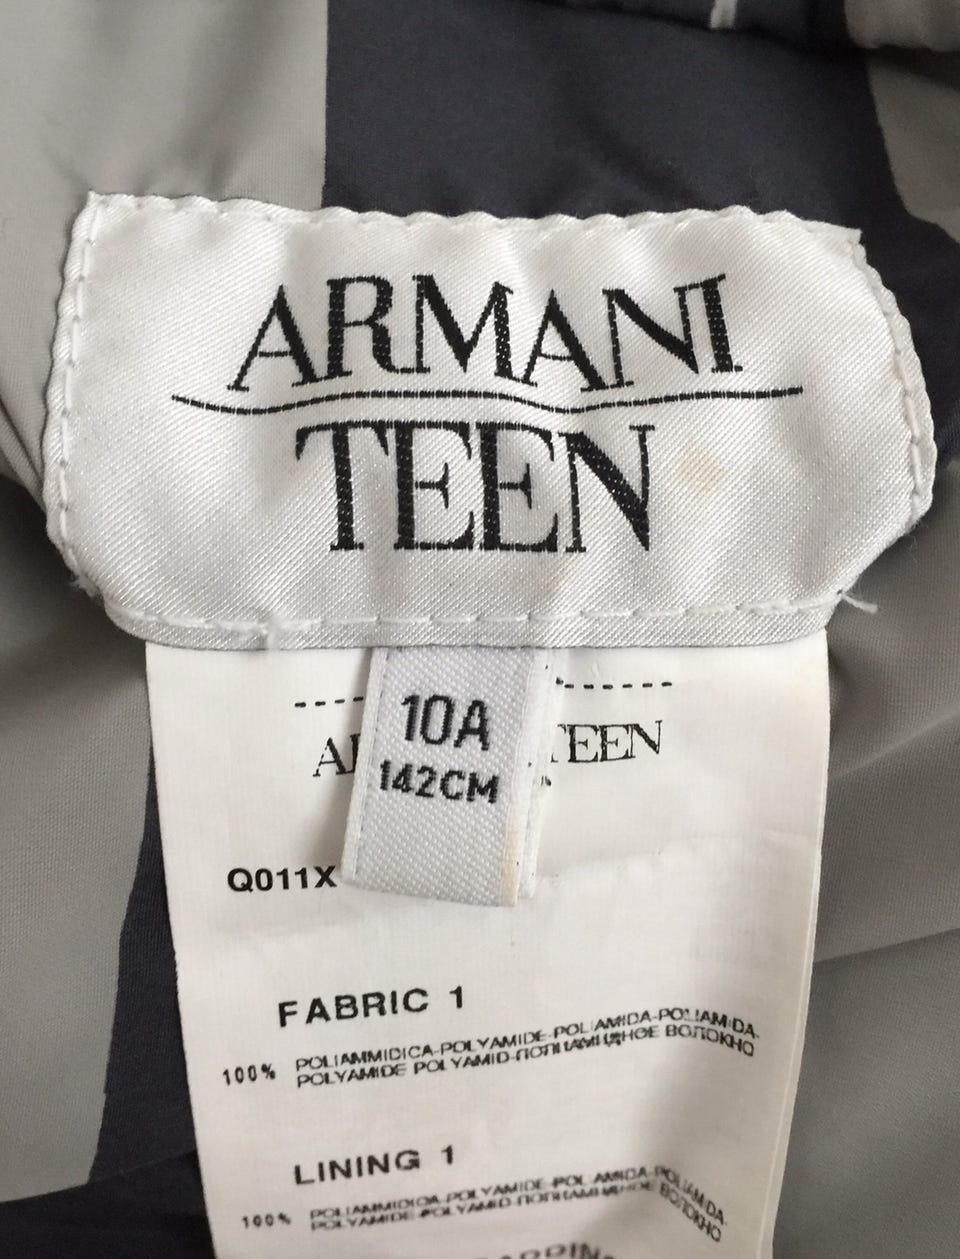 ARMANI
TEEN
10A
142CM
TEEN
Q011X
FABRIC 1
100% POLIAMMIDICA-POLYAMIDE-POLIAMIDA-POLIAMIDA-
POLYAMIDE POLYAMID-ПОЛИАМИДНОЕ ВОЛОКНО
LINING 1
100% POLIAMMIDICA-POLYAMIDE-POLIAMIDA-POLIAMIDA-
POLYAMIDE-POLYAMID-ПОЛИАМИДНОЕ ВОЛОКНО